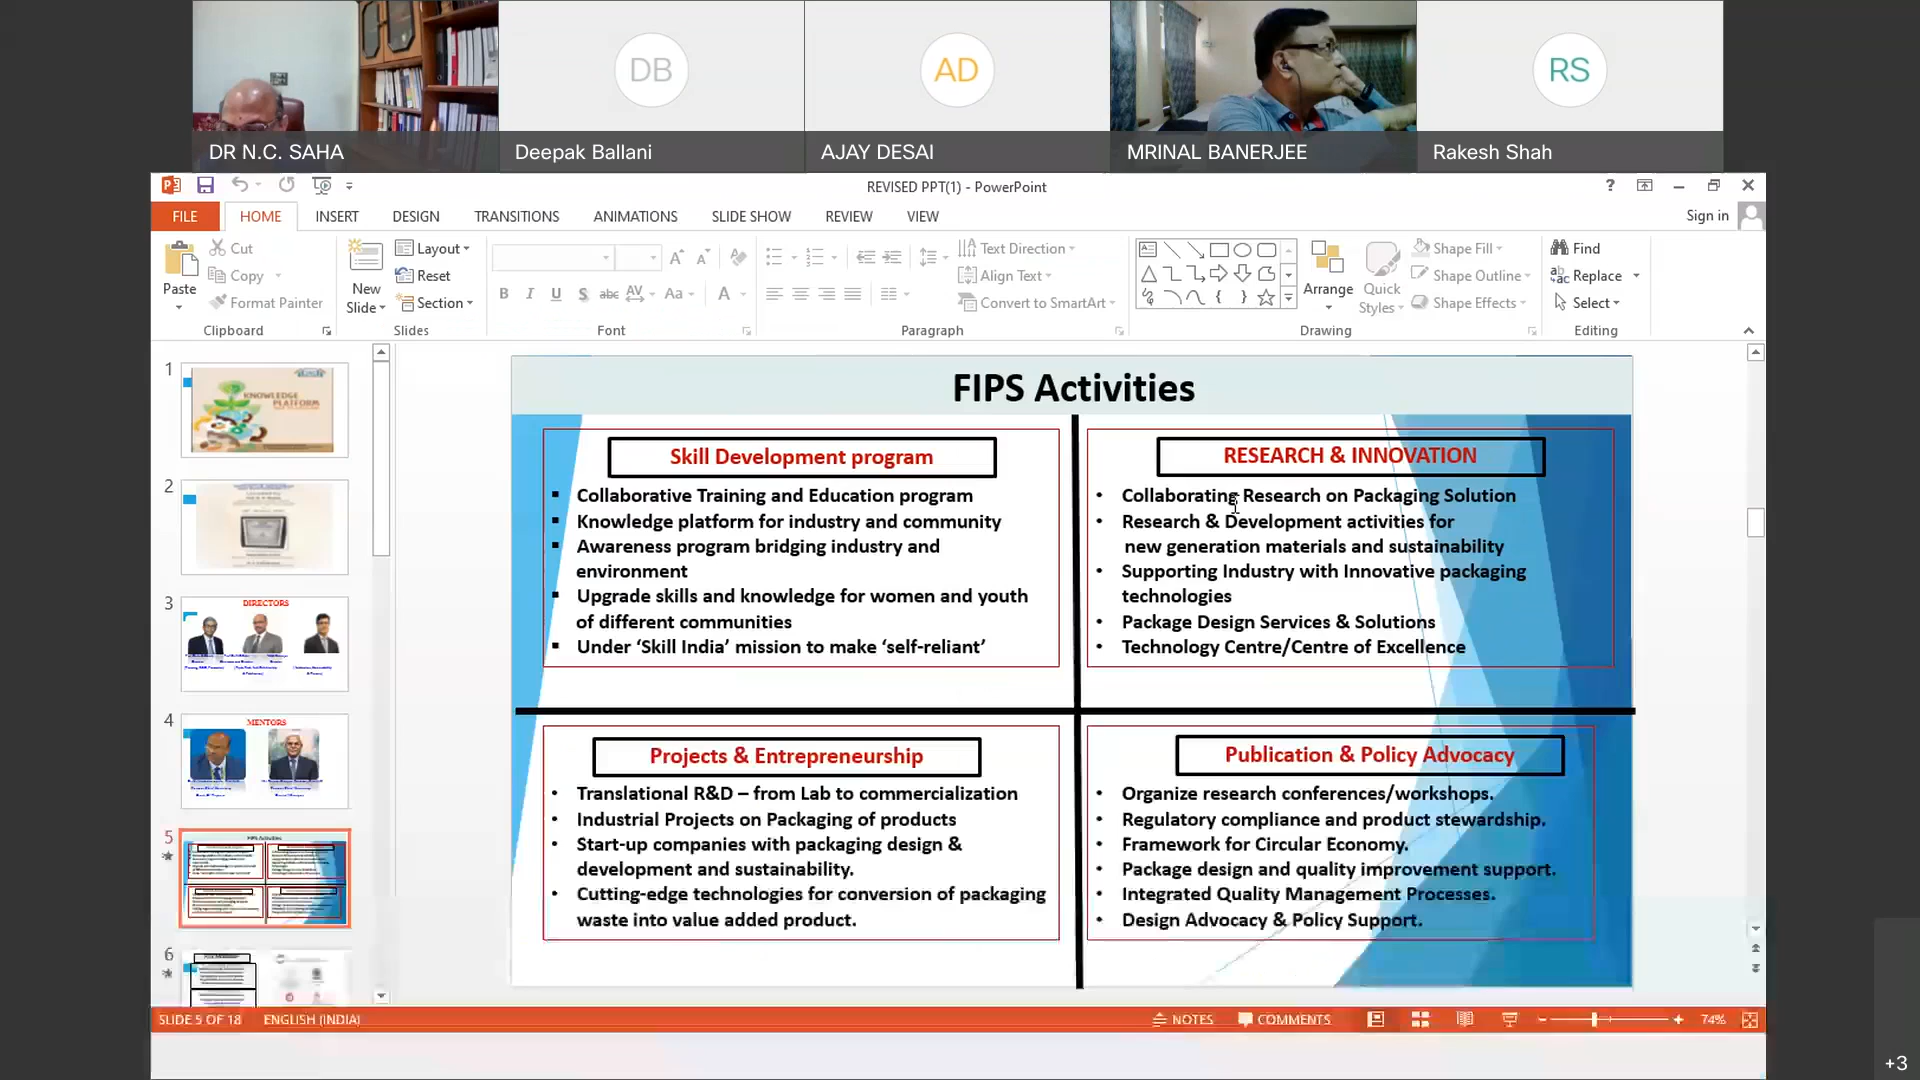 DB
AD
RS
DR N.C. SAHA
Deepak Ballani
AJAY DESAI
MRINAL BANERJEE
Rakesh Shah
REVISED PPT(1) - PowerPoint
FILE
HOME
INSERT
DESIGN
TRANSITIONS
ANIMATIONS
SLIDE SHOW
REVIEW
VIEW
Sign in
Paste
Cut
Copy
Format Painter
Clipboard
New
Slide
Layout
Reset
Section
Slides
Font
Text Direction
Align Text
Convert to SmartArt
Paragraph
Arrange
Quick
Styles
Shape Fill
Shape Outline
Shape Effects
Drawing
Find
Replace
Select
Editing
1
KNOWLEDGE
PLATFORM
2
3
DIRECTORS
4
MENTORS
5
6
FIPS Activities
Skill Development program
▪ Collaborative Training and Education program
▪ Knowledge platform for industry and community
▪ Awareness program bridging industry and
environment
▪ Upgrade skills and knowledge for women and youth
of different communities
▪ Under ‘Skill India’ mission to make ‘self-reliant’
RESEARCH & INNOVATION
• Collaborating Research on Packaging Solution
• Research & Development activities for
new generation materials and sustainability
• Supporting Industry with Innovative packaging
technologies
• Package Design Services & Solutions
• Technology Centre/Centre of Excellence
Projects & Entrepreneurship
• Translational R&D – from Lab to commercialization
• Industrial Projects on Packaging of products
• Start-up companies with packaging design &
development and sustainability.
• Cutting-edge technologies for conversion of packaging
waste into value added product.
Publication & Policy Advocacy
• Organize research conferences/workshops.
• Regulatory compliance and product stewardship.
• Framework for Circular Economy.
• Package design and quality improvement support.
• Integrated Quality Management Processes.
• Design Advocacy & Policy Support.
SLIDE 5 OF 18
ENGLISH (INDIA)
NOTES
COMMENTS
74%
+3